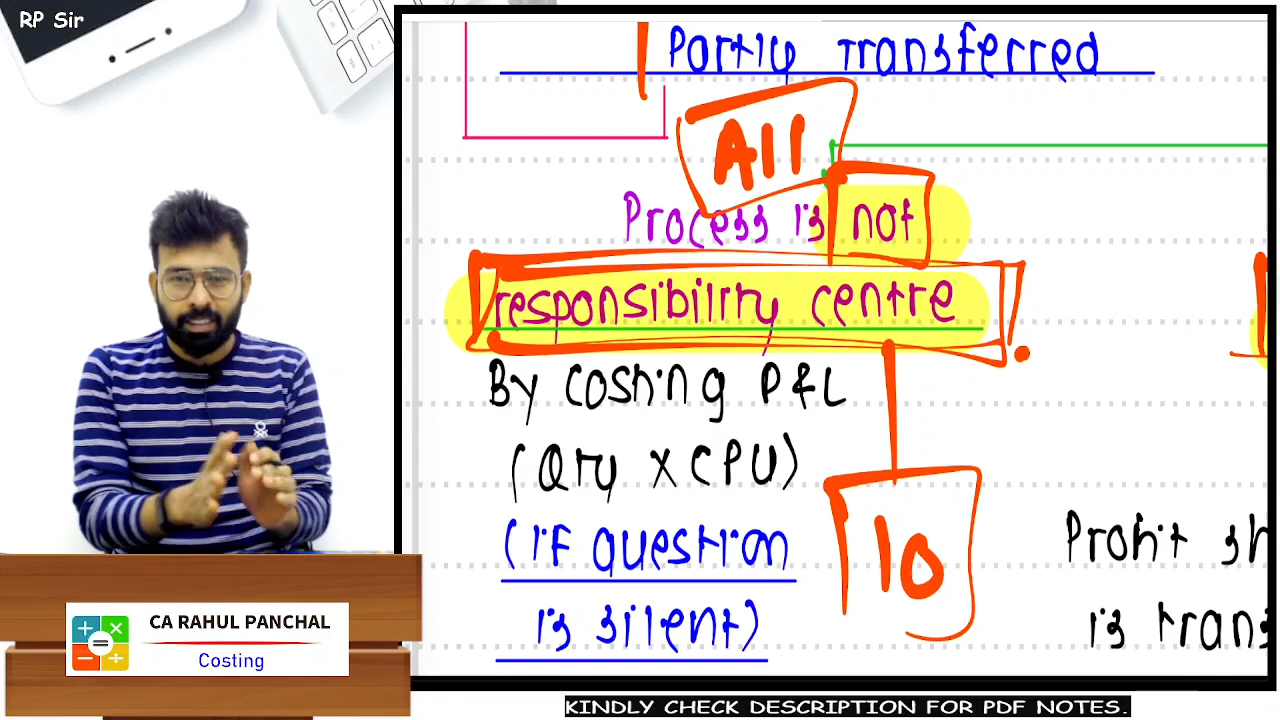 RP Sir
Partly transferred
All
Process is not
responsibility centre
By costing P&L
(Qty X CPU)
(if question
is silent)
10
Profit sh
is trans
CA RAHUL PANCHAL
Costing
KINDLY CHECK DESCRIPTION FOR PDF NOTES.